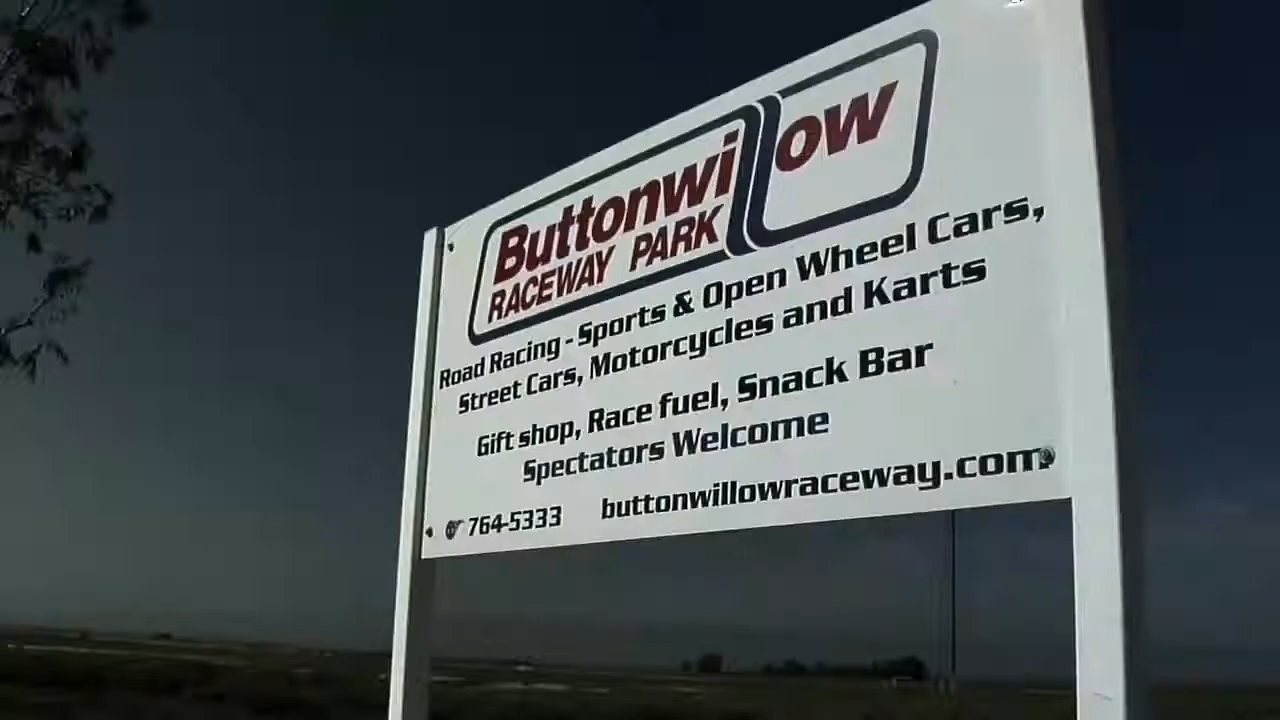 Buttonwillow
RACEWAY PARK
Road Racing - Sports & Open Wheel Cars,
Street Cars, Motorcycles and Karts
Gift shop, Race fuel, Snack Bar
Spectators Welcome
764-5333 buttonwillowraceway.com